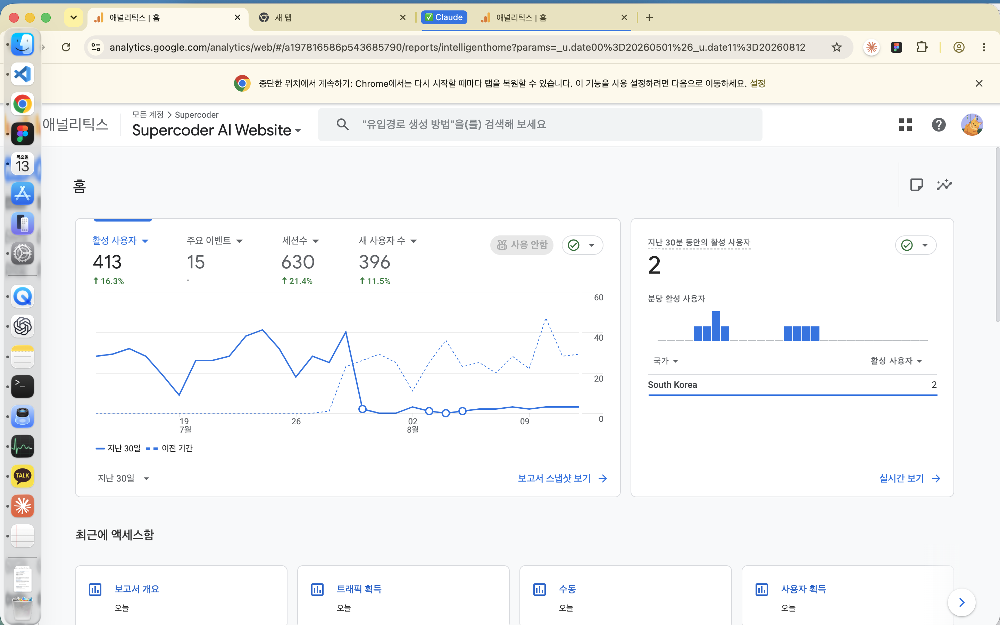 애널리틱스 | 홈
새 탭
Claude
애널리틱스 | 홈
analytics.google.com/analytics/web/#/a197816586p543685790/reports/intelligenthome?params=_u.date00%3D20260501%26_u.date11%3D20260812
중단한 위치에서 계속하기: Chrome에서는 다시 시작할 때마다 탭을 복원할 수 있습니다. 이 기능을 사용 설정하려면 다음으로 이동하세요. 설정
애널리틱스
모든 계정 > Supercoder
Supercoder AI Website
"유입경로 생성 방법"을(를) 검색해 보세요
목요일
13
TALK
홈
활성 사용자
413
↑ 16.3%
주요 이벤트
15
-
세션수
630
↑ 21.4%
새 사용자 수
396
↑ 11.5%
사용 안함
60
40
20
0
19
7월
26
02
8월
09
지난 30일
이전 기간
지난 30일
보고서 스냅샷 보기 →
지난 30분 동안의 활성 사용자
2
분당 활성 사용자
국가
활성 사용자
South Korea 2
실시간 보기 →
최근에 액세스함
보고서 개요
오늘
트래픽 획득
오늘
수동
오늘
사용자 획득
오늘